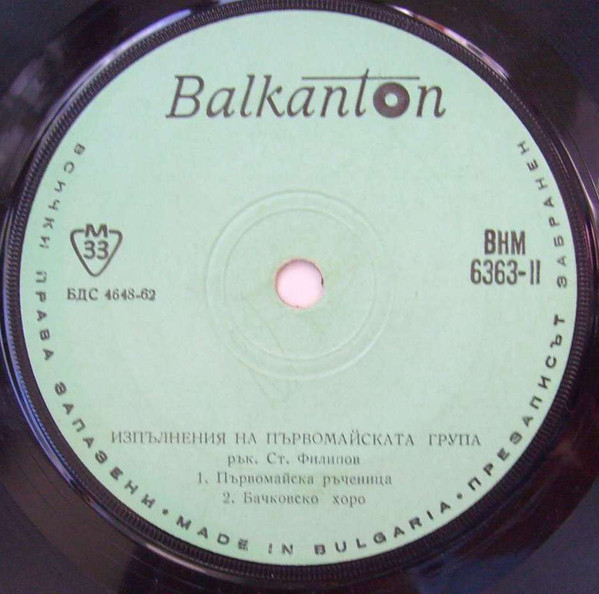 Balkanton
М
33
БДС 4648-62
ВНМ
6363-II
ИЗПЪЛНЕНИЯ НА ПЪРВОМАЙСКАТА ГРУПА
рък. Ст. Филипов
1. Първомайска ръченица
2. Бачковско хоро
ВСИЧКИ ПРАВА ЗАПАЗЕНИ • MADE IN BULGARIA • ПРЕЗАПИСЪТ ЗАБРАНЕН